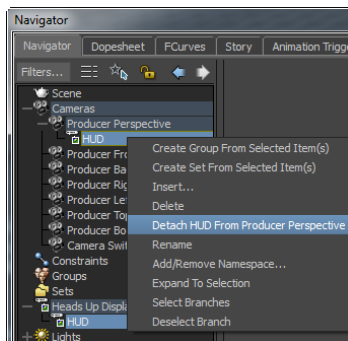 Navigator
Navigator Dopesheet FCurves Story Animation Trigg
Filters...
Scene
Cameras
Producer Perspective
HUD
Producer Fro
Producer Ba
Producer Rig
Producer Le
Producer Top
Producer Bo
Camera Swit
Constraints
Groups
Sets
Heads Up Displa
HUD
Lights
Create Group From Selected Item(s)
Create Set From Selected Item(s)
Insert...
Delete
Detach HUD From Producer Perspective
Rename
Add/Remove Namespace...
Expand To Selection
Select Branches
Deselect Branch